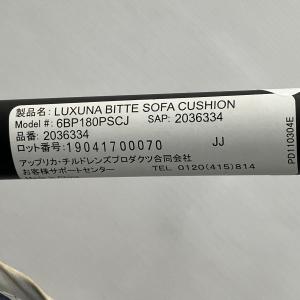 製品名: LUXUNA BITTE SOFA CUSHION
Model #: 6BP180PSCJ SAP: 2036334
品番: 2036334
ロット番号 19041700070 JJ
アップリカ・チルドレンズプロダクツ合同会社
お客様サポートセンター TEL 0120(415)814
PD110304E